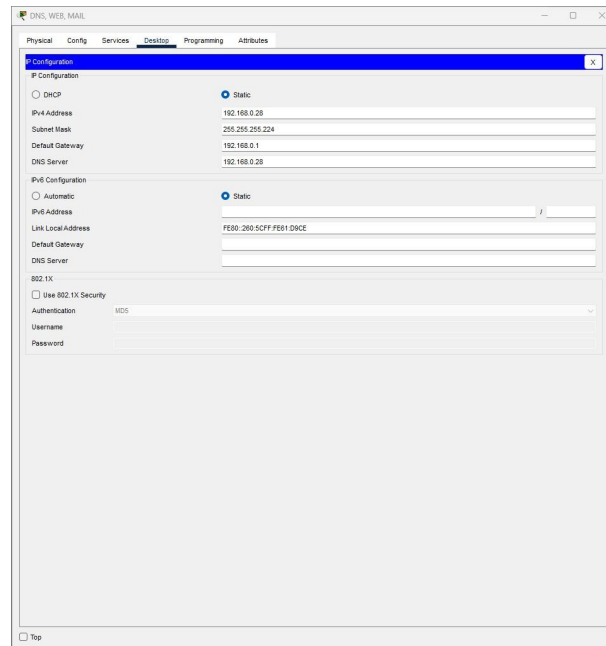 DNS, WEB, MAIL
Physical Config Services Desktop Programming Attributes
IP Configuration X
IP Configuration
DHCP Static
IPv4 Address 192.168.0.28
Subnet Mask 255.255.255.224
Default Gateway 192.168.0.1
DNS Server 192.168.0.28
IPv6 Configuration
Automatic Static
IPv6 Address /
Link Local Address FE80::260:5CFF:FE61:D9CE
Default Gateway
DNS Server
802.1X
Use 802.1X Security
Authentication MD5
Username
Password
Top